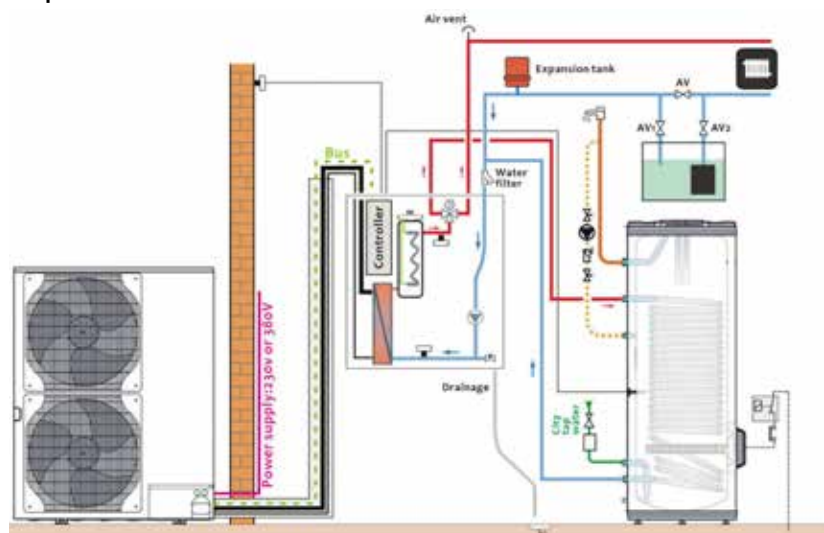 Air vent
Expansion tank
AV
AV1
AV2
Bus
Water
filter
Controller
Power supply:230v or 380V
Drainage
City
tap
water